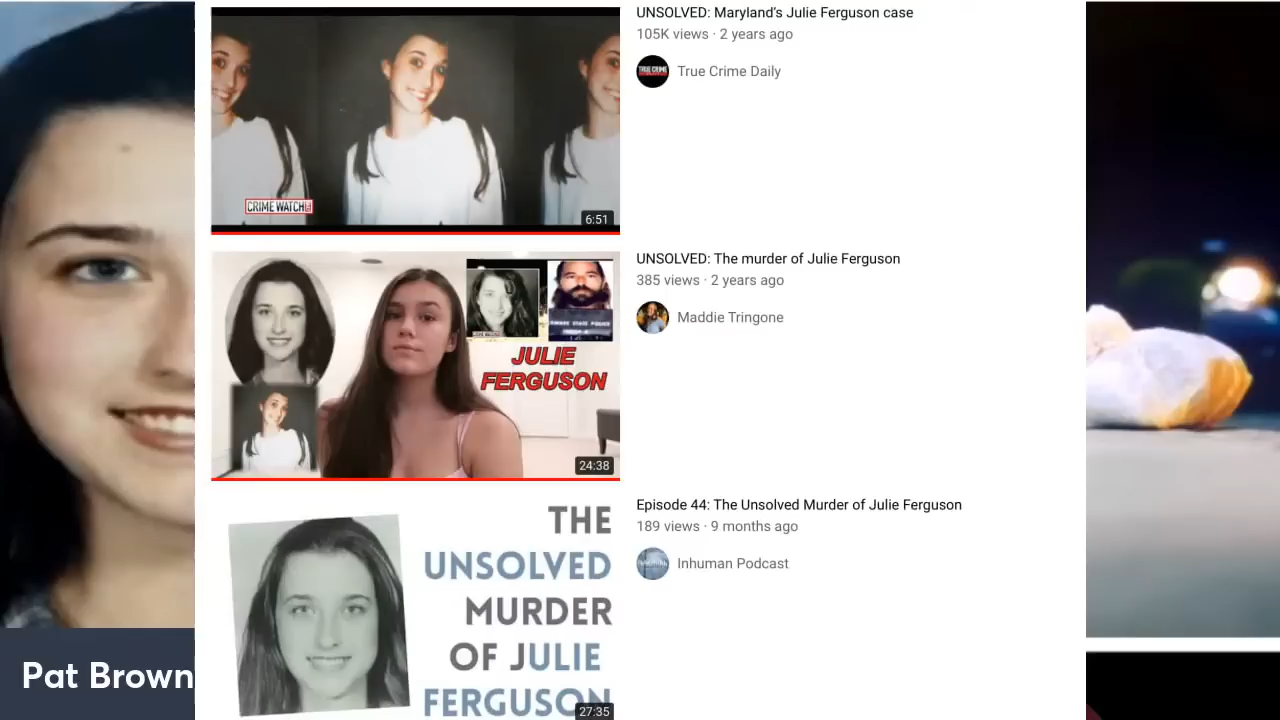 UNSOLVED: Maryland's Julie Ferguson case
105K views · 2 years ago
TRUE CRIME
True Crime Daily
CRIME WATCH
6:51
UNSOLVED: The murder of Julie Ferguson
385 views · 2 years ago
Maddie Tringone
JULIE
FERGUSON
24:38
Episode 44: The Unsolved Murder of Julie Ferguson
189 views · 9 months ago
Inhuman Podcast
THE
UNSOLVED
MURDER
OF JULIE
FERGUSON
27:35
Pat Brown